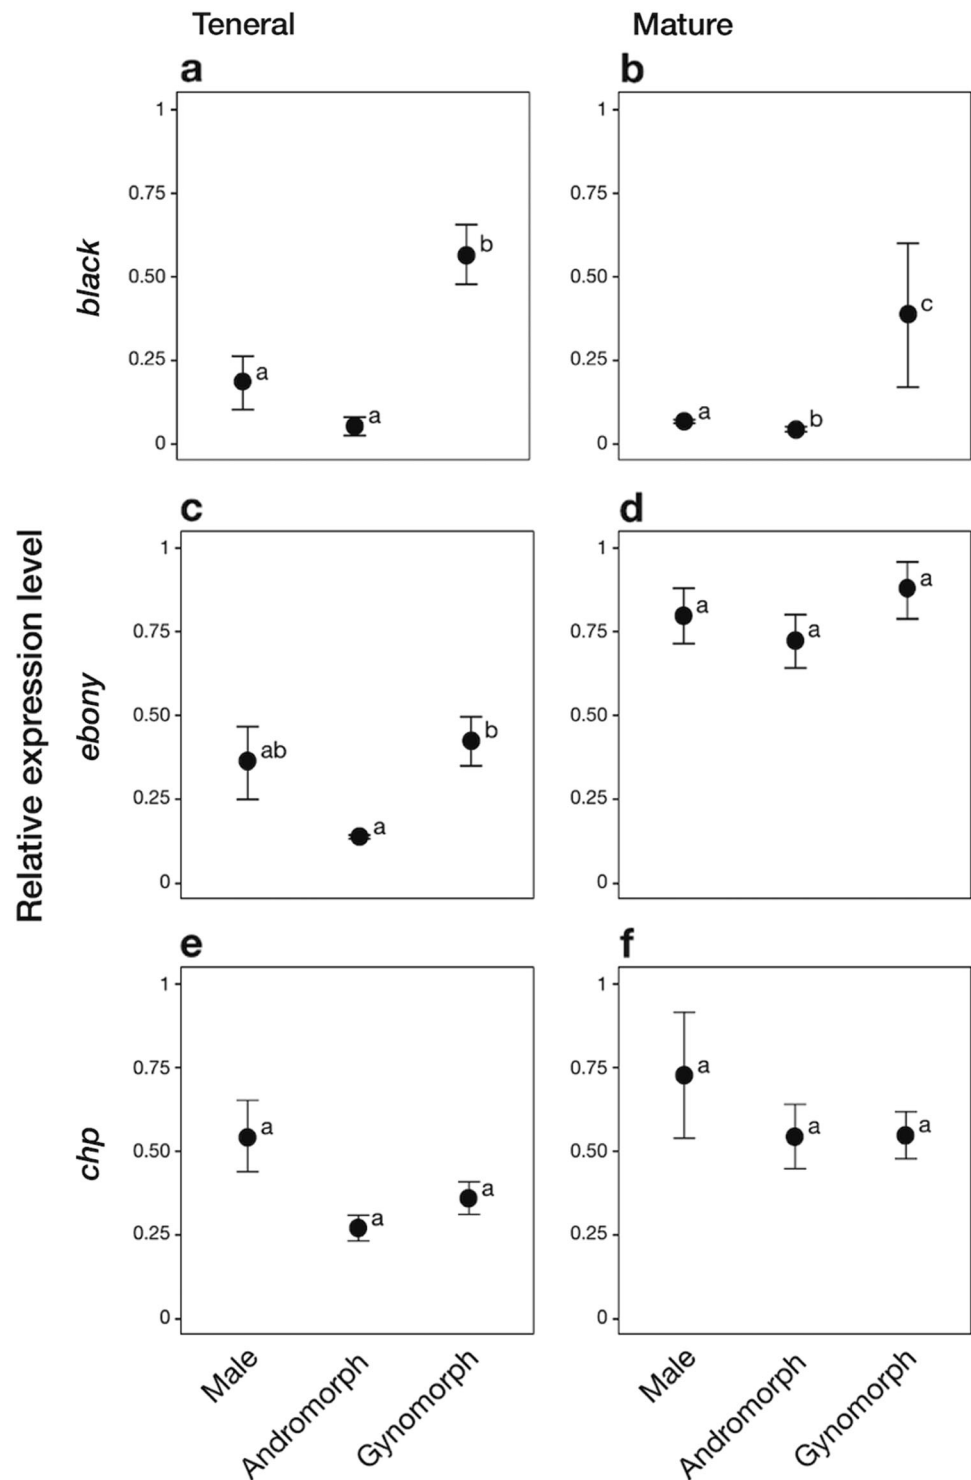 Teneral
Mature
a
b
Relative expression level
black
1
0.75
0.50
0.25
0
a
a
b
1
0.75
0.50
0.25
0
a
b
c
c
d
ebony
1
0.75
0.50
0.25
0
ab
a
b
1
0.75
0.50
0.25
0
a
a
a
e
f
chp
1
0.75
0.50
0.25
0
a
a
a
1
0.75
0.50
0.25
0
a
a
a
Male
Andromorph
Gynomorph
Male
Andromorph
Gynomorph